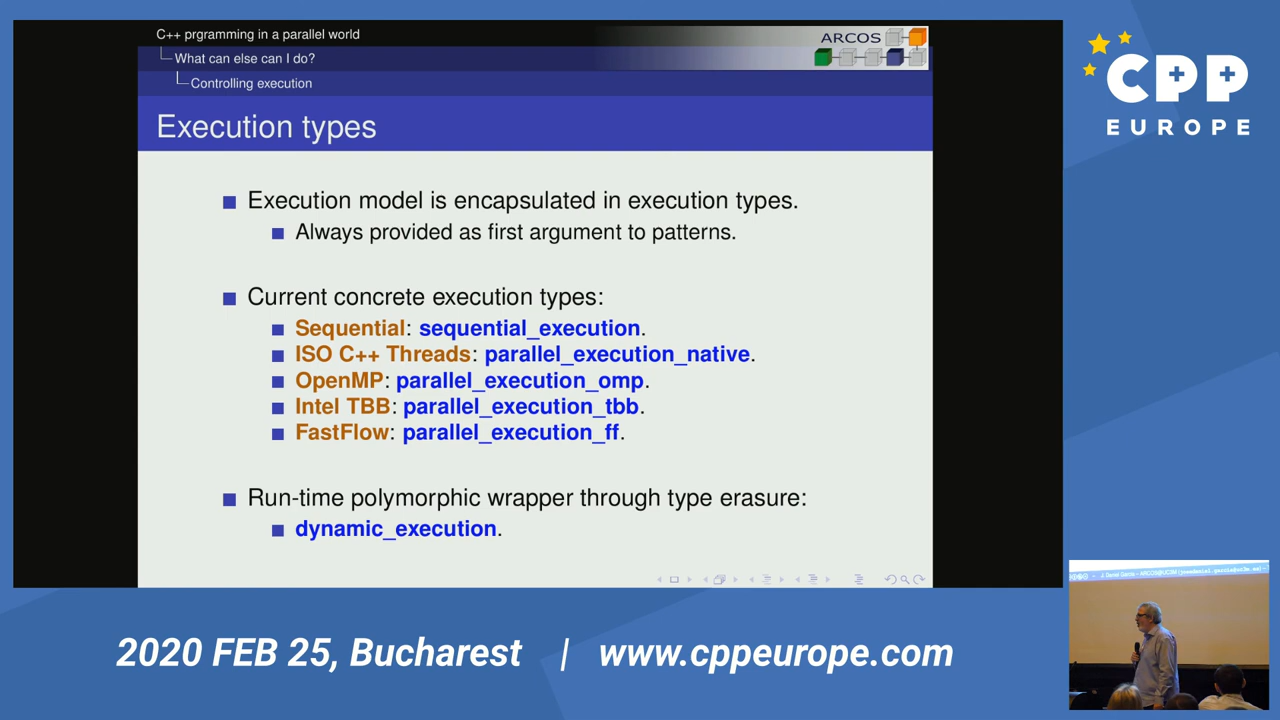 C++ prgramming in a parallel world
What can else can I do?
Controlling execution
ARCOS
Execution types
Execution model is encapsulated in execution types.
Always provided as first argument to patterns.
Current concrete execution types:
Sequential: sequential_execution.
ISO C++ Threads: parallel_execution_native.
OpenMP: parallel_execution_omp.
Intel TBB: parallel_execution_tbb.
FastFlow: parallel_execution_ff.
Run-time polymorphic wrapper through type erasure:
dynamic_execution.
CPP
EUROPE
2020 FEB 25, Bucharest | www.cppeurope.com